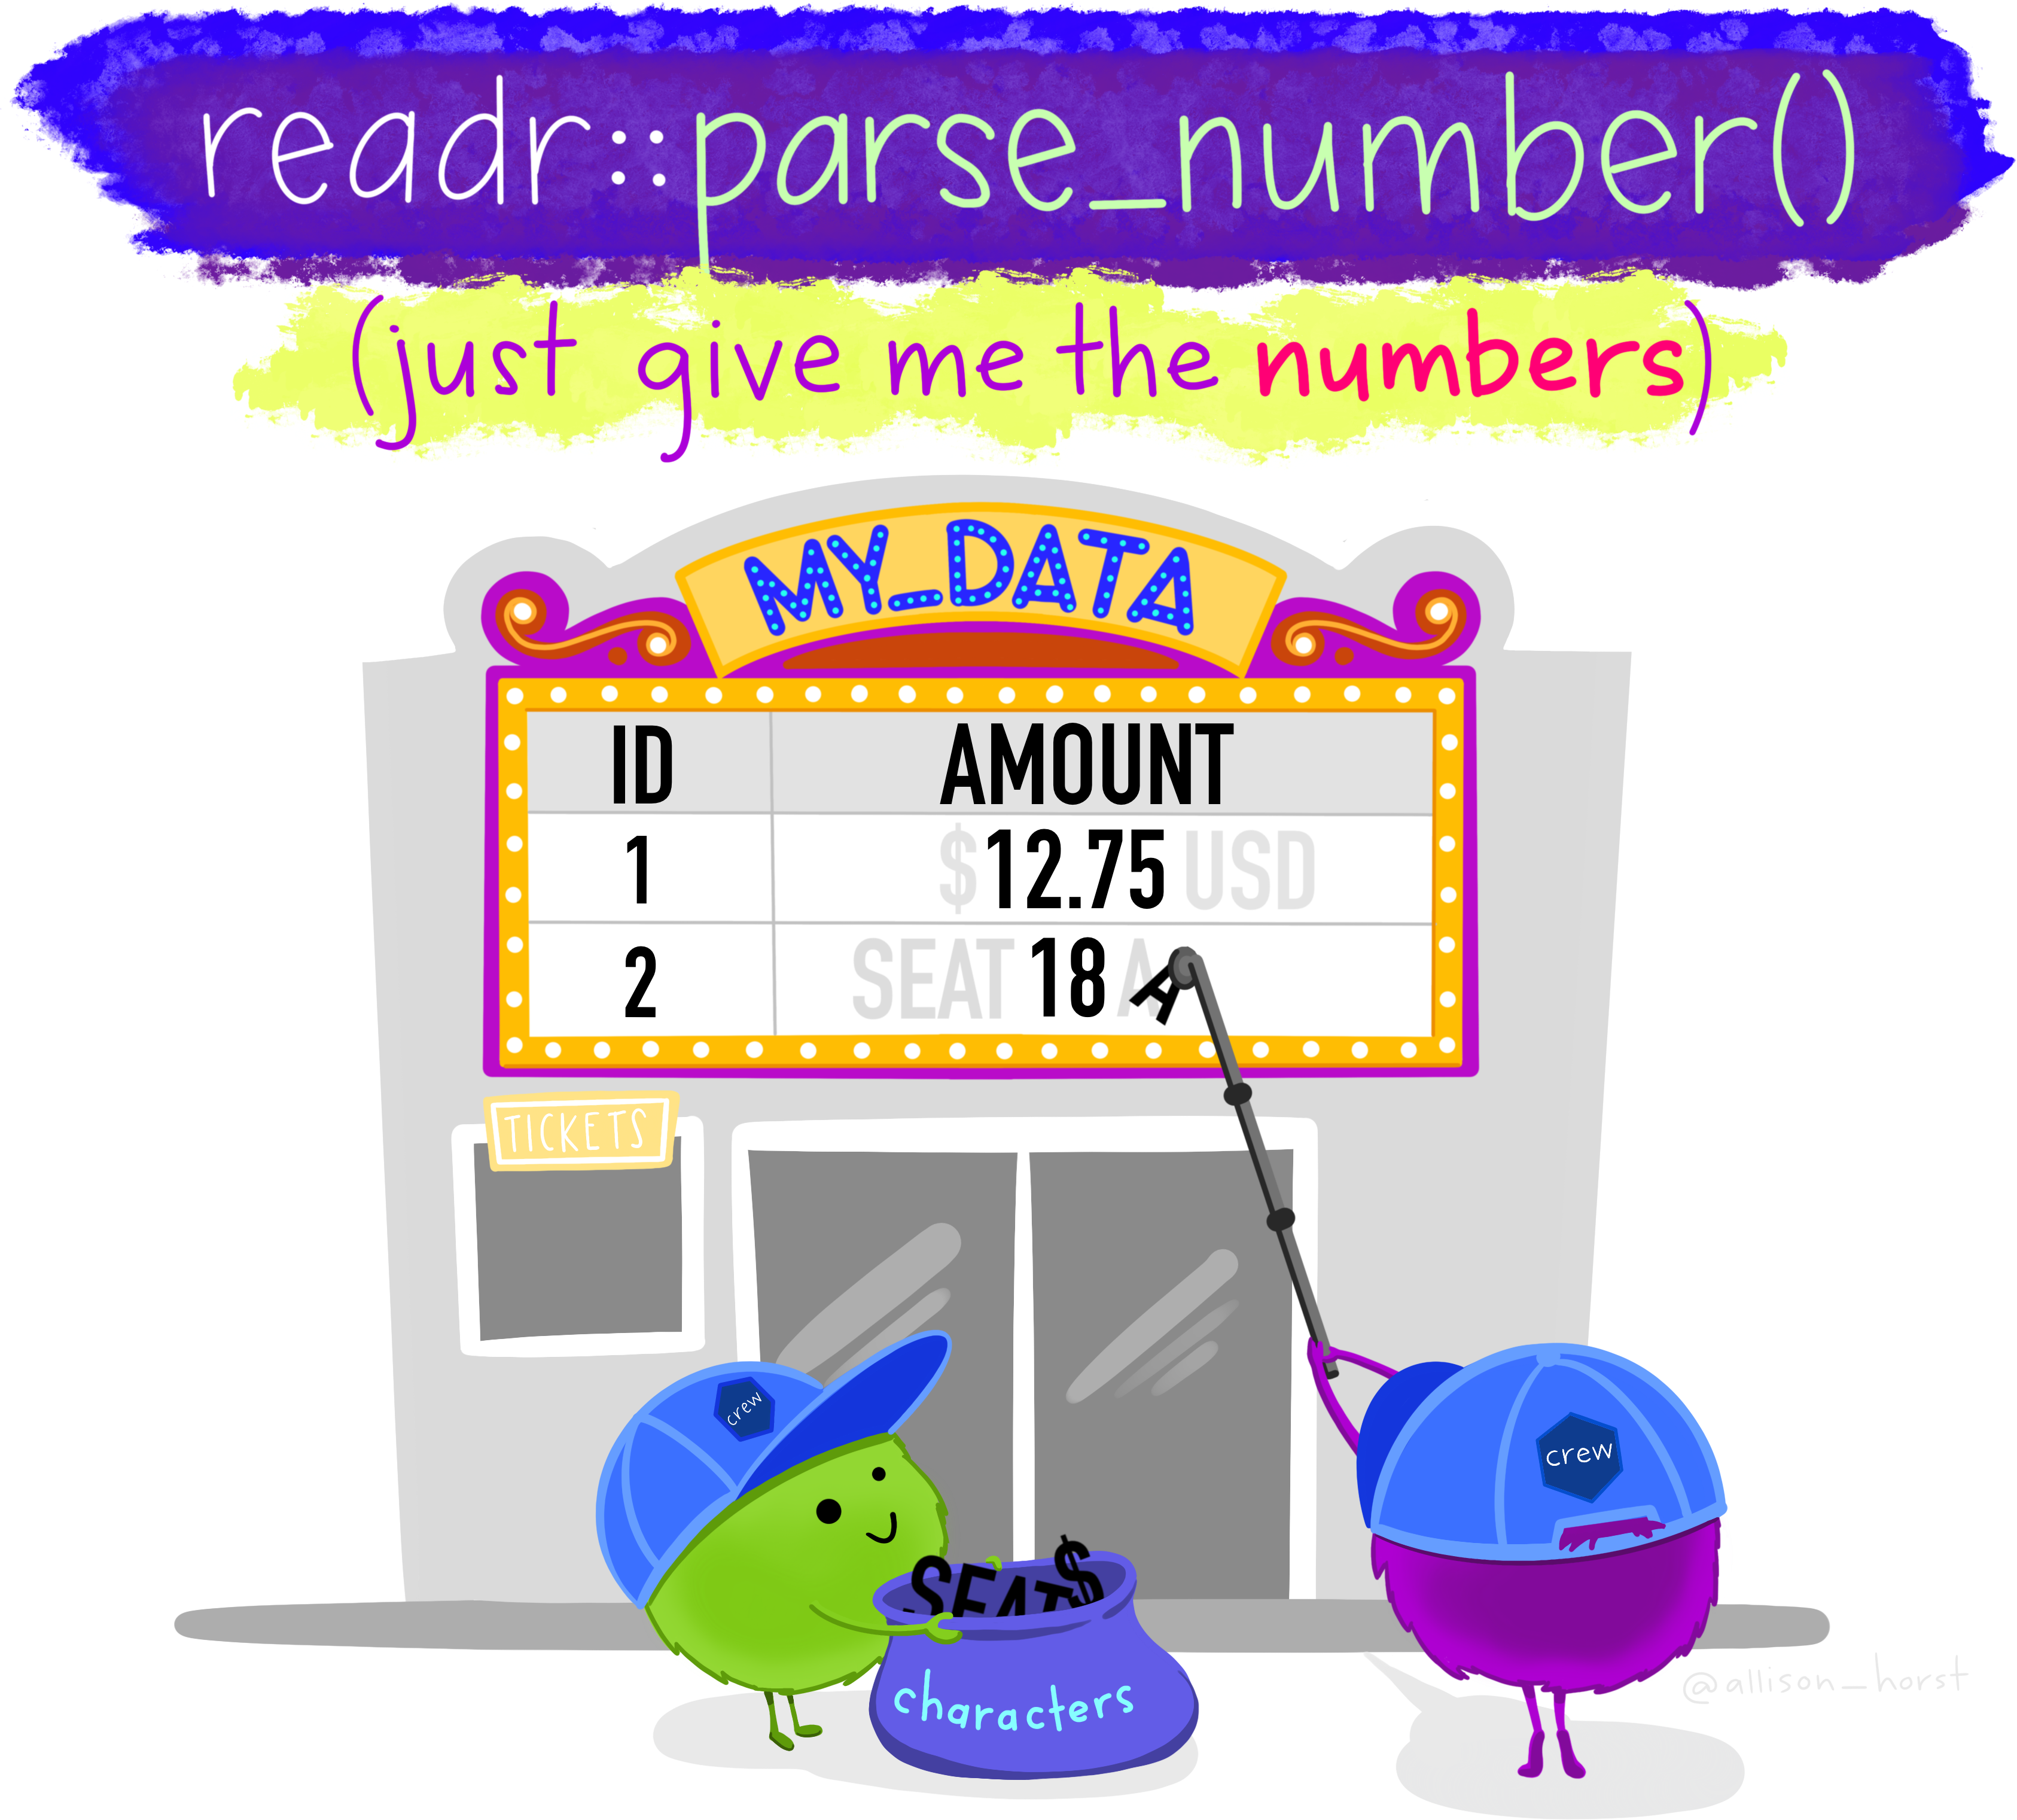 readr::parse_number()
(just give me the numbers)
MY_DATA
ID AMOUNT
1 $12.75 USD
2 SEAT 18 A
A
TICKETS
crew
crew
SEAT$
characters
@allison_horst